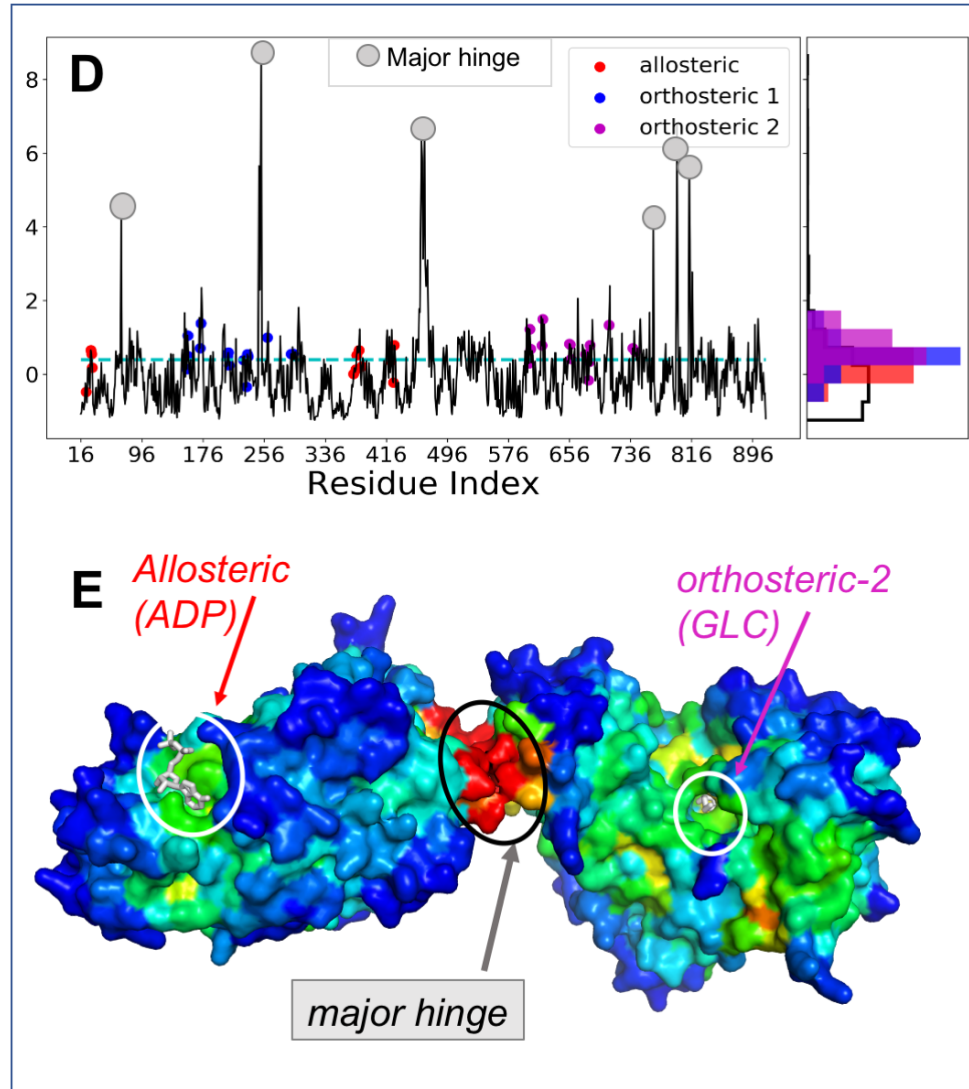 D
Major hinge
allosteric
orthosteric 1
orthosteric 2
8
6
4
2
0
16 96 176 256 336 416 496 576 656 736 816 896
Residue Index
E
Allosteric
(ADP)
orthosteric-2
(GLC)
major hinge